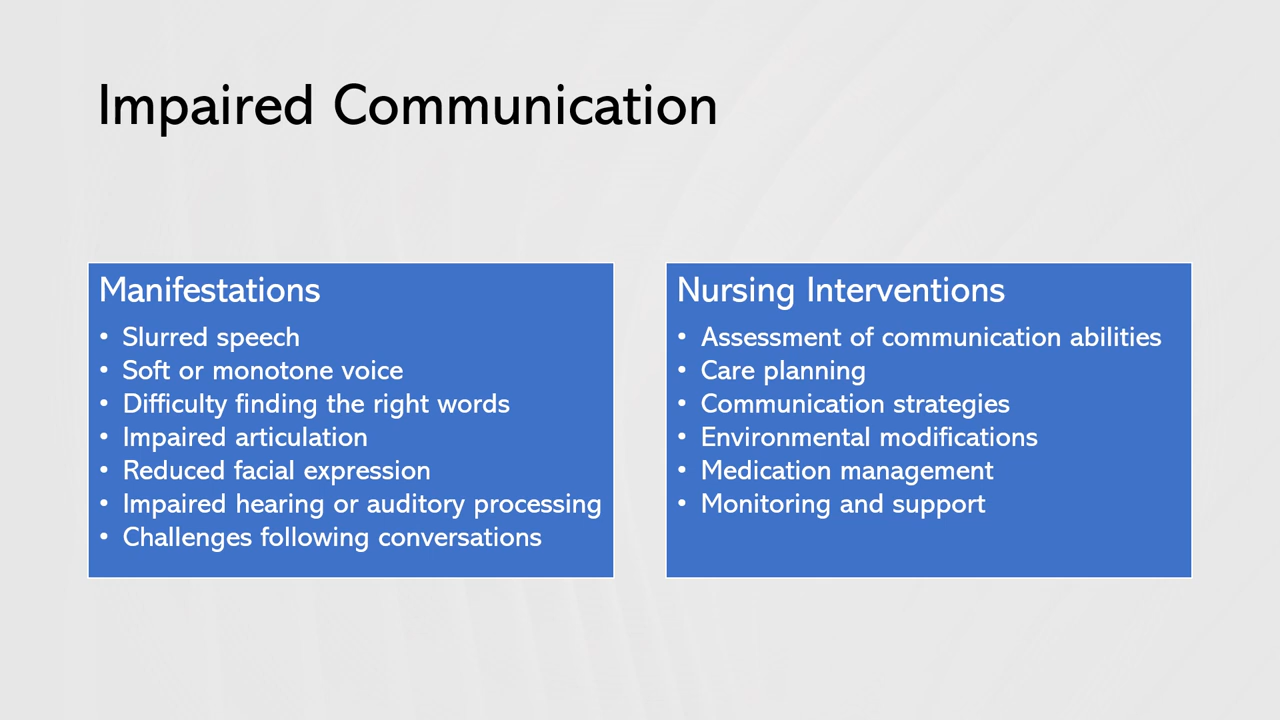 Impaired Communication
Manifestations
• Slurred speech
• Soft or monotone voice
• Difficulty finding the right words
• Impaired articulation
• Reduced facial expression
• Impaired hearing or auditory processing
• Challenges following conversations
Nursing Interventions
• Assessment of communication abilities
• Care planning
• Communication strategies
• Environmental modifications
• Medication management
• Monitoring and support